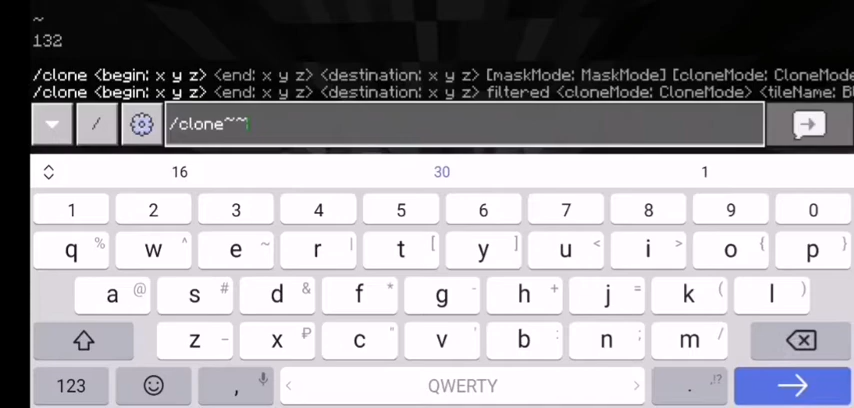 ~
132
/clone <begin: x y z> <end: x y z> <destination: x y z> [maskMode: MaskMode] [cloneMode: CloneMode
/clone <begin: x y z> <end: x y z> <destination: x y z> filtered <cloneMode: CloneMode> <tileName: B
/ /clone~~
16 30 1
1 2 3 4 5 6 7 8 9 0
q % w ^ e ~ r | t [ y ] u < i > o { p }
a @ s # d & f * g - h + j = k ( l )
z _ x ₽ c " v ' b : n ; m /
123 , QWERTY . ,!?